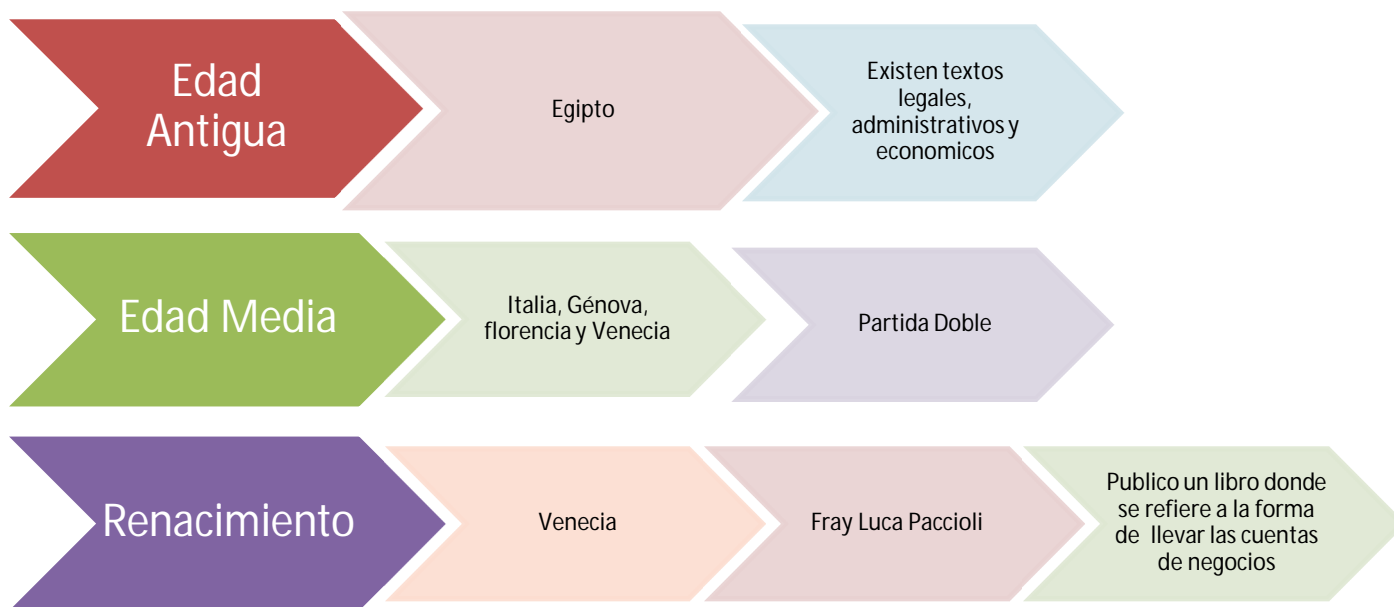 Edad
Antigua
Egipto
Existen textos
legales,
administrativos y
economicos
Edad Media
Italia, Génova,
florencia y Venecia
Partida Doble
Renacimiento
Venecia
Fray Luca Paccioli
Publico un libro donde
se refiere a la forma
de llevar las cuentas
de negocios